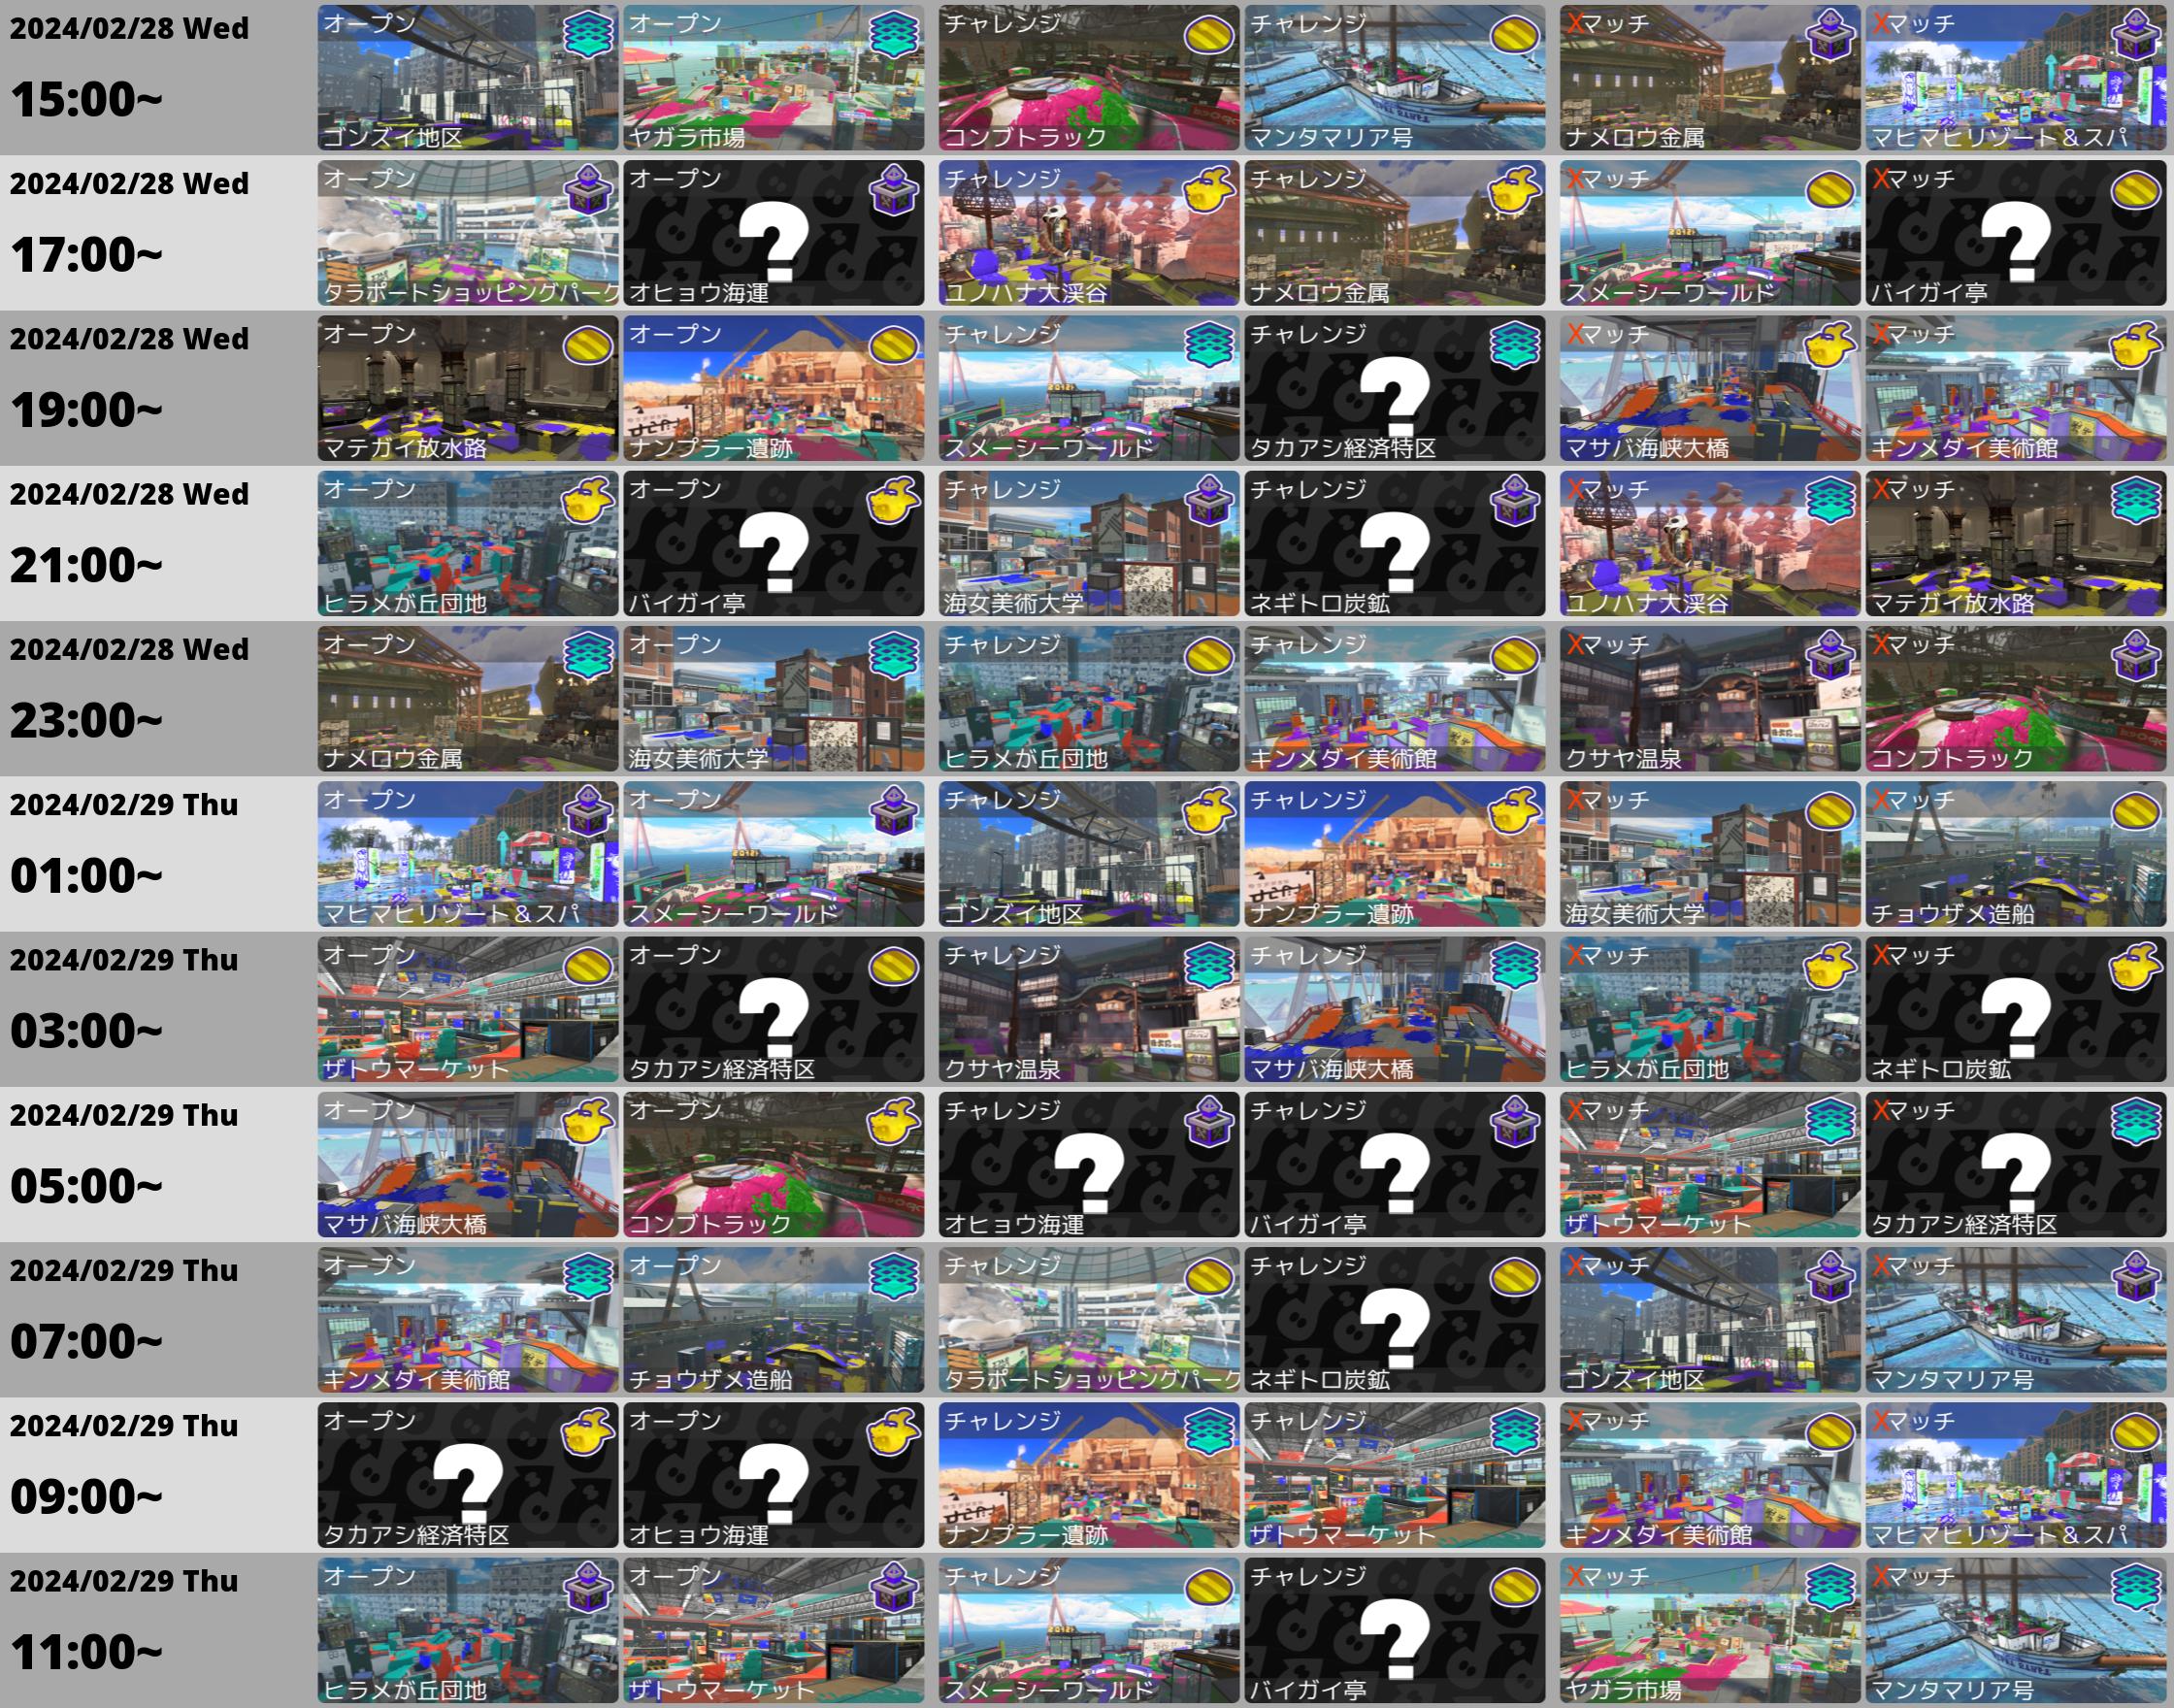 2024/02/28 Wed
15:00~
オープン
ゴンズイ地区
オープン
ヤガラ市場
チャレンジ
コンブトラック
チャレンジ
マンタマリア号
Xマッチ
ナメロウ金属
Xマッチ
マヒマヒリゾート＆スパ
2024/02/28 Wed
17:00~
オープン
タラポートショッピングパーク
オープン
?
オヒョウ海運
チャレンジ
ユノハナ大渓谷
チャレンジ
ナメロウ金属
Xマッチ
スメーシーワールド
Xマッチ
?
バイガイ亭
2024/02/28 Wed
19:00~
オープン
マテガイ放水路
オープン
ナンプラー遺跡
チャレンジ
スメーシーワールド
チャレンジ
?
タカアシ経済特区
Xマッチ
マサバ海峡大橋
Xマッチ
キンメダイ美術館
2024/02/28 Wed
21:00~
オープン
ヒラメが丘団地
オープン
?
バイガイ亭
チャレンジ
海女美術大学
チャレンジ
?
ネギトロ炭鉱
Xマッチ
ユノハナ大渓谷
Xマッチ
マテガイ放水路
2024/02/28 Wed
23:00~
オープン
ナメロウ金属
オープン
海女美術大学
チャレンジ
ヒラメが丘団地
チャレンジ
キンメダイ美術館
Xマッチ
クサヤ温泉
Xマッチ
コンブトラック
2024/02/29 Thu
01:00~
オープン
マヒマヒリゾート＆スパ
オープン
スメーシーワールド
チャレンジ
ゴンズイ地区
チャレンジ
ナンプラー遺跡
Xマッチ
海女美術大学
Xマッチ
チョウザメ造船
2024/02/29 Thu
03:00~
オープン
ザトウマーケット
オープン
?
タカアシ経済特区
チャレンジ
クサヤ温泉
チャレンジ
マサバ海峡大橋
Xマッチ
ヒラメが丘団地
Xマッチ
?
ネギトロ炭鉱
2024/02/29 Thu
05:00~
オープン
マサバ海峡大橋
オープン
コンブトラック
チャレンジ
?
オヒョウ海運
チャレンジ
?
バイガイ亭
Xマッチ
ザトウマーケット
Xマッチ
?
タカアシ経済特区
2024/02/29 Thu
07:00~
オープン
キンメダイ美術館
オープン
チョウザメ造船
チャレンジ
タラポートショッピングパーク
チャレンジ
?
ネギトロ炭鉱
Xマッチ
ゴンズイ地区
Xマッチ
マンタマリア号
2024/02/29 Thu
09:00~
オープン
?
タカアシ経済特区
オープン
?
オヒョウ海運
チャレンジ
ナンプラー遺跡
チャレンジ
ザトウマーケット
Xマッチ
キンメダイ美術館
Xマッチ
マヒマヒリゾート＆スパ
2024/02/29 Thu
11:00~
オープン
ヒラメが丘団地
オープン
ザトウマーケット
チャレンジ
スメーシーワールド
チャレンジ
?
バイガイ亭
Xマッチ
ヤガラ市場
Xマッチ
マンタマリア号